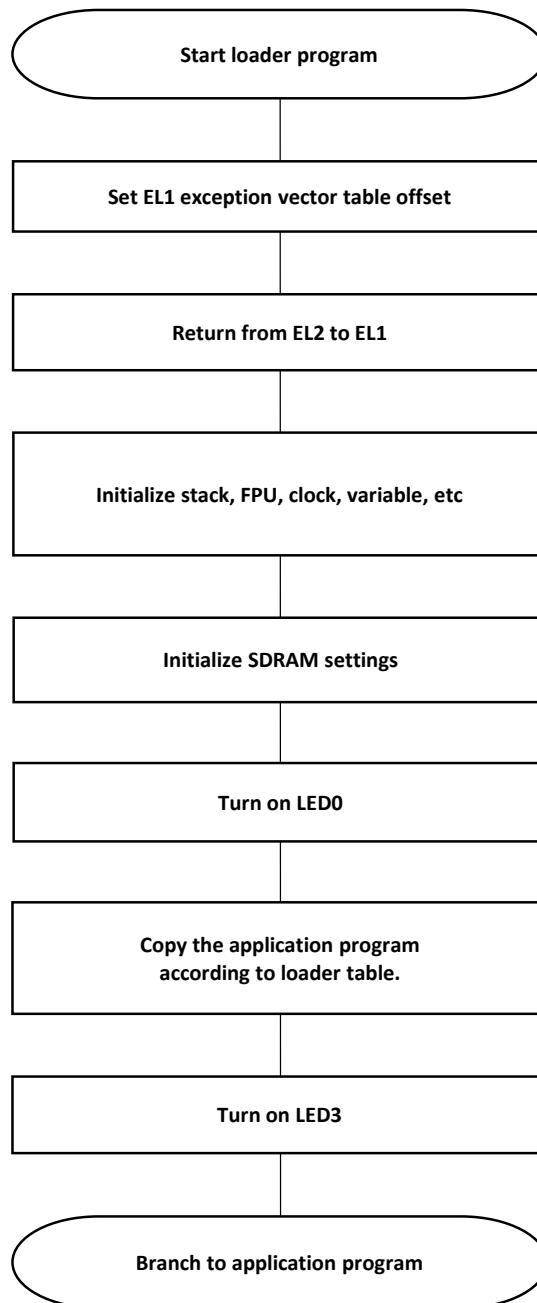 Start loader program
Set EL1 exception vector table offset
Return from EL2 to EL1
Initialize stack, FPU, clock, variable, etc
Initialize SDRAM settings
Turn on LED0
Copy the application program
according to loader table.
Turn on LED3
Branch to application program